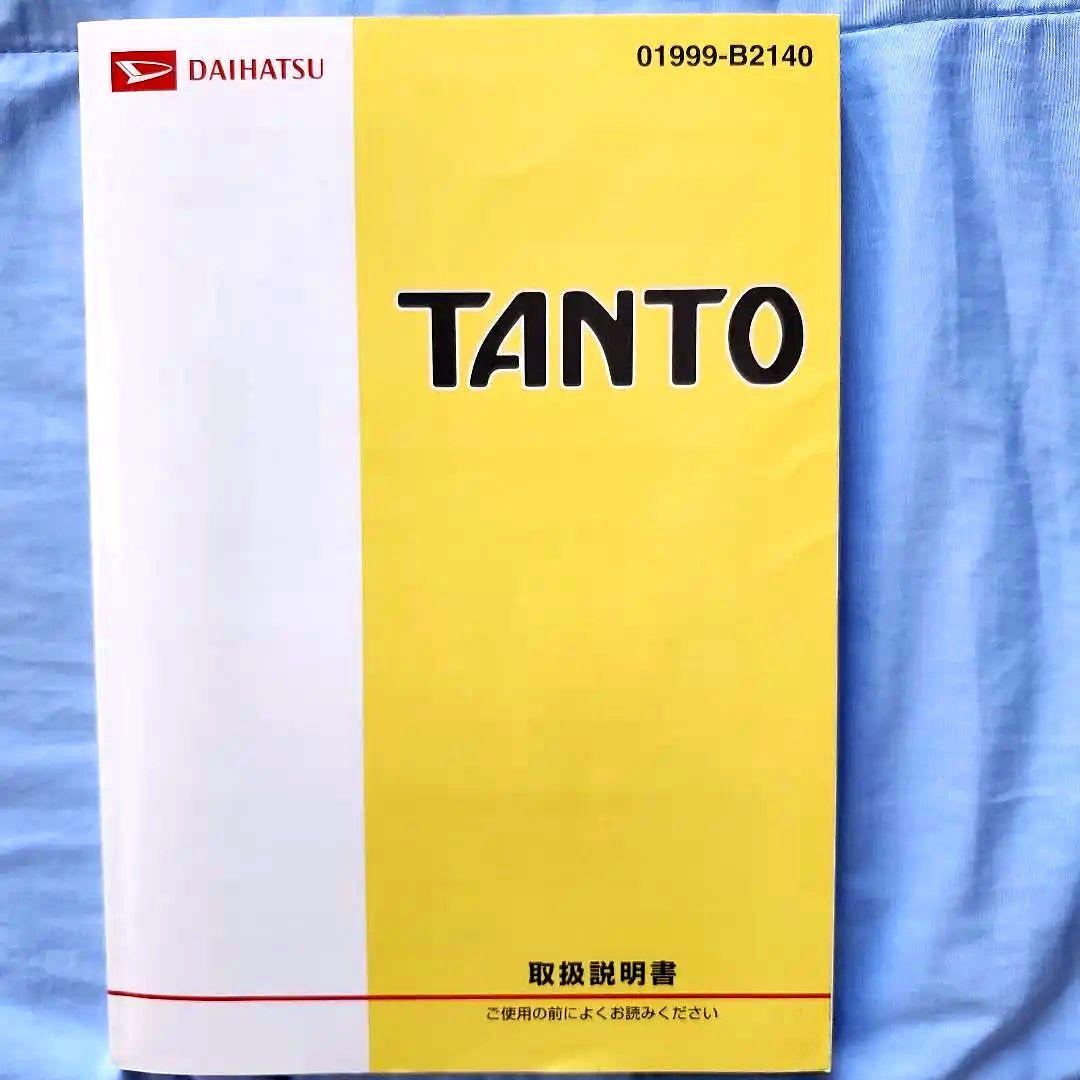 DAIHATSU
01999-B2140
TANTO
取扱説明書
ご使用の前によくお読みください